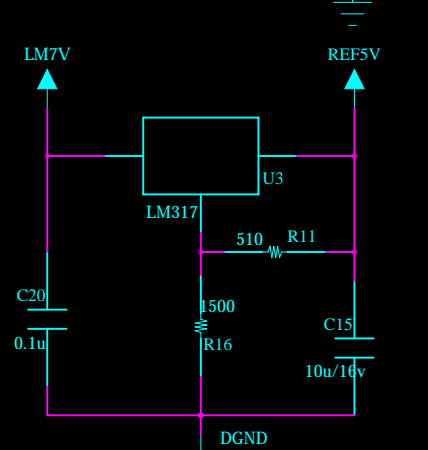 LM7V
REF5V
U3
LM317
510
R11
C20
1500
C15
0.1u
R16
10u/16v
DGND